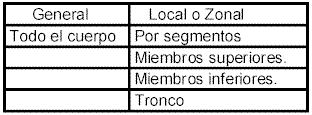 General Local o Zonal
Todo el cuerpo Por segmentos
Miembros superiores.
Miembros inferiores.
Tronco